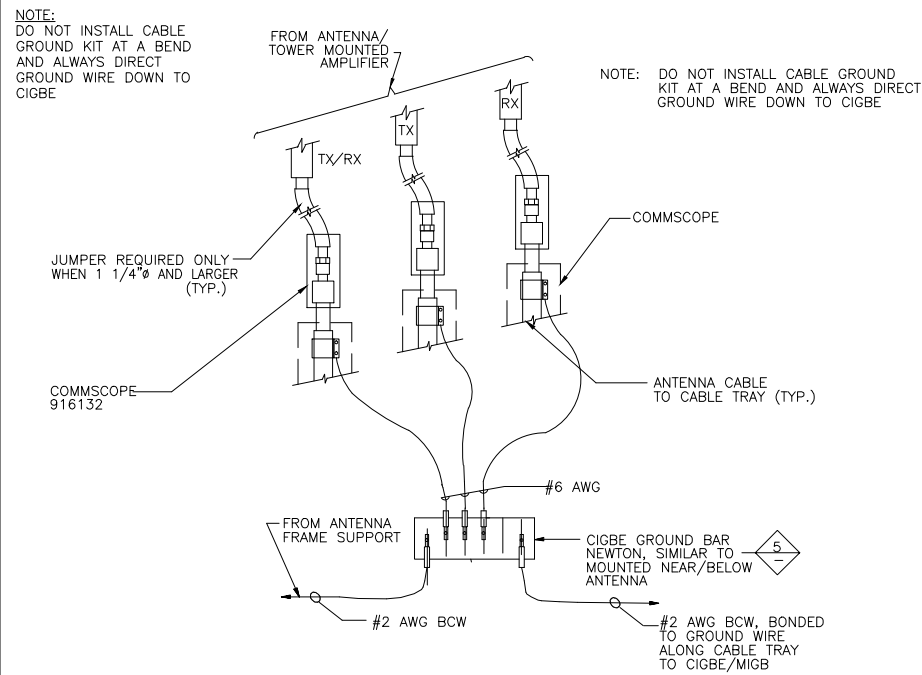 NOTE:
DO NOT INSTALL CABLE
GROUND KIT AT A BEND
AND ALWAYS DIRECT
GROUND WIRE DOWN TO
CIGBE
FROM ANTENNA/
TOWER MOUNTED
AMPLIFIER
NOTE: DO NOT INSTALL CABLE GROUND
KIT AT A BEND AND ALWAYS DIRECT
GROUND WIRE DOWN TO CIGBE
RX
TX
TX/RX
COMMSCOPE
JUMPER REQUIRED ONLY
WHEN 1 1/4"ø AND LARGER
(TYP.)
COMMSCOPE
916132
ANTENNA CABLE
TO CABLE TRAY (TYP.)
#6 AWG
FROM ANTENNA
FRAME SUPPORT
CIGBE GROUND BAR
NEWTON, SIMILAR TO
MOUNTED NEAR/BELOW
ANTENNA
5
–
#2 AWG BCW
#2 AWG BCW, BONDED
TO GROUND WIRE
ALONG CABLE TRAY
TO CIGBE/MIGB